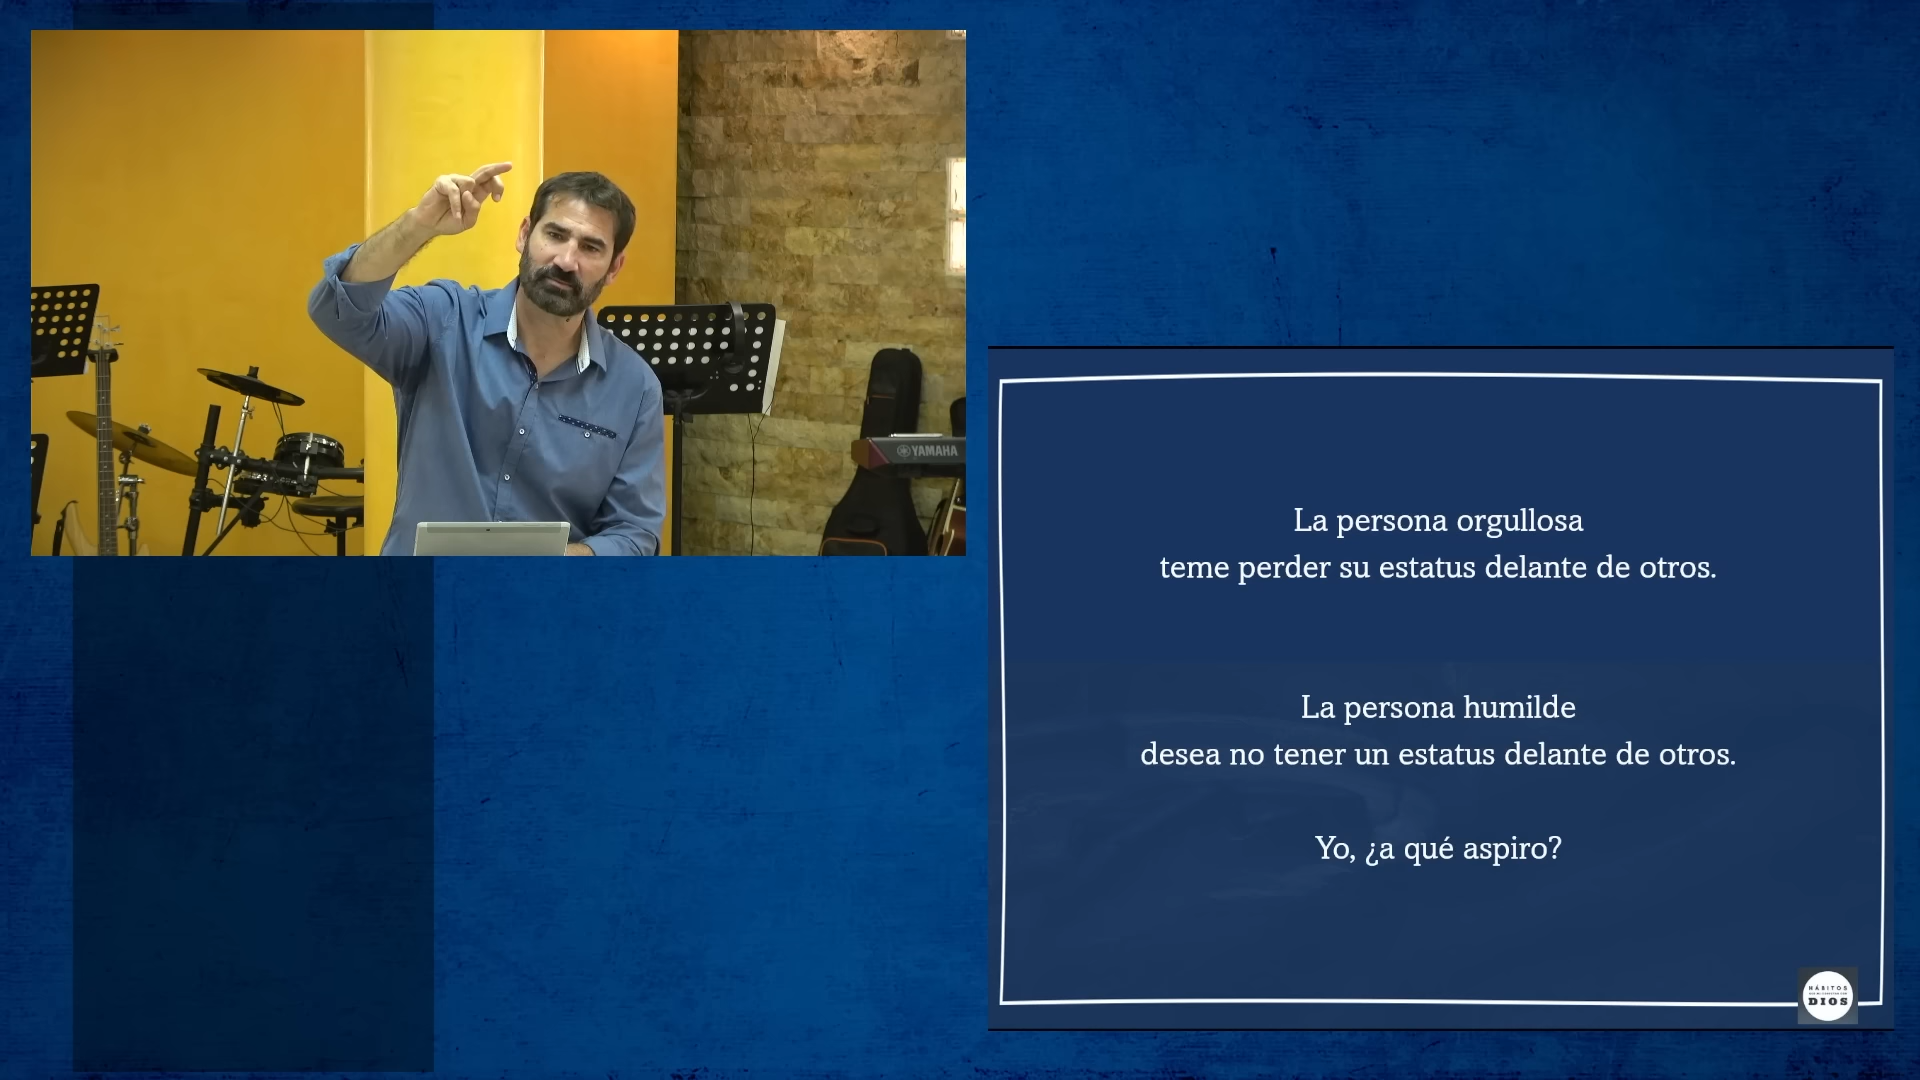 YAMAHA
La persona orgullosa
teme perder su estatus delante de otros.
La persona humilde
desea no tener un estatus delante de otros.
Yo, ¿a qué aspiro?
HÁBITOS
DIOS